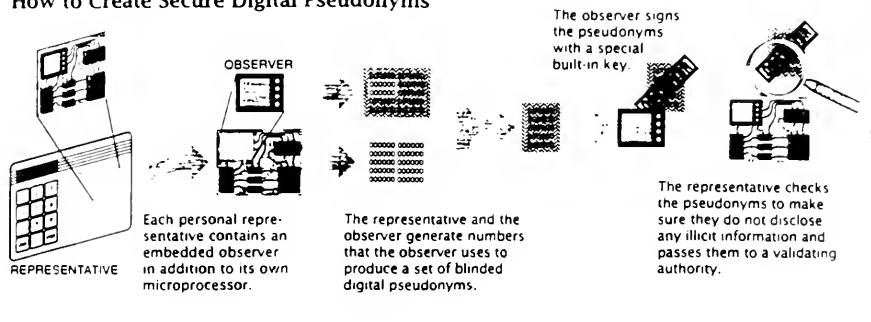 How to Create Secure Digital Pseudonyms
OBSERVER
REPRESENTATIVE
Each personal repre-
sentative contains an
embedded observer
in addition to its own
microprocessor.
The representative and the
observer generate numbers
that the observer uses to
produce a set of blinded
digital pseudonyms.
The observer signs
the pseudonyms
with a special
built-in key.
The representative checks
the pseudonyms to make
sure they do not disclose
any illicit information and
passes them to a validating
authority.